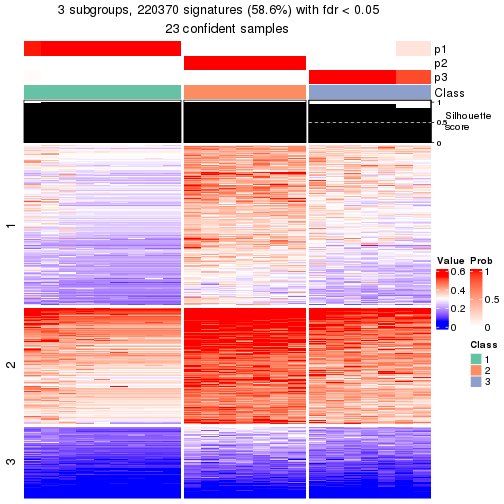 3 subgroups, 220370 signatures (58.6%) with fdr < 0.05
23 confident samples
p1
p2
p3
Class
1
0.5
0
Silhouette
score
1
2
3
Value
0.6
0.4
0.2
0
Prob
1
0.5
0
Class
1
2
3